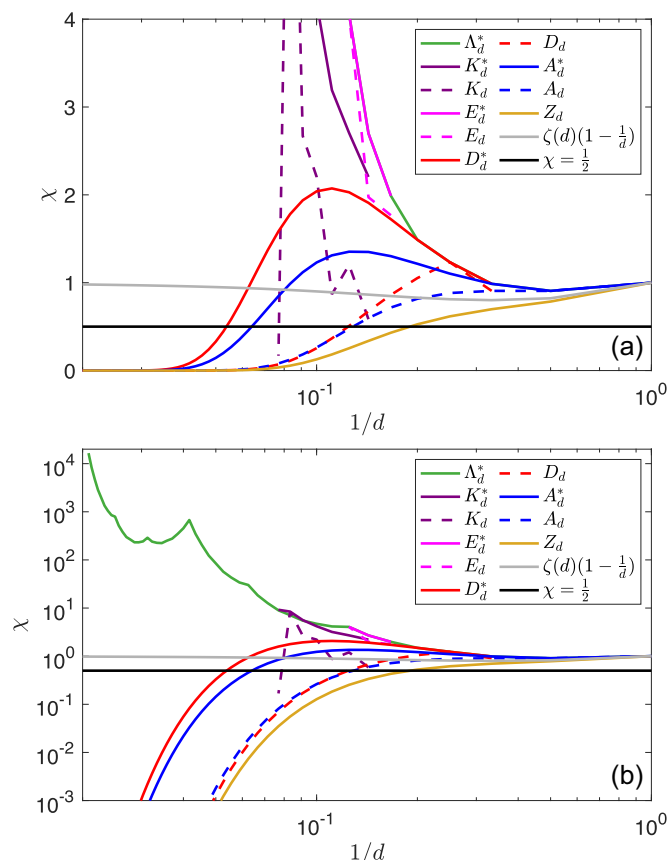 4
3
2
1
0
χ
Λ*_d
K*_d
K_d
E*_d
E_d
D*_d
D_d
A*_d
A_d
Z_d
ζ(d)(1 − 1/d)
χ = 1/2
(a)
10^-1
10^0
1/d
10^4
10^3
10^2
10^1
10^0
10^-1
10^-2
10^-3
χ
Λ*_d
K*_d
K_d
E*_d
E_d
D*_d
D_d
A*_d
A_d
Z_d
ζ(d)(1 − 1/d)
χ = 1/2
(b)
10^-1
10^0
1/d